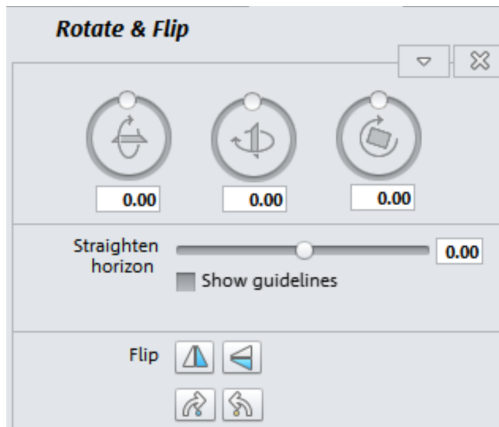 Rotate & Flip
0.00
0.00
0.00
Straighten
horizon
0.00
Show guidelines
Flip